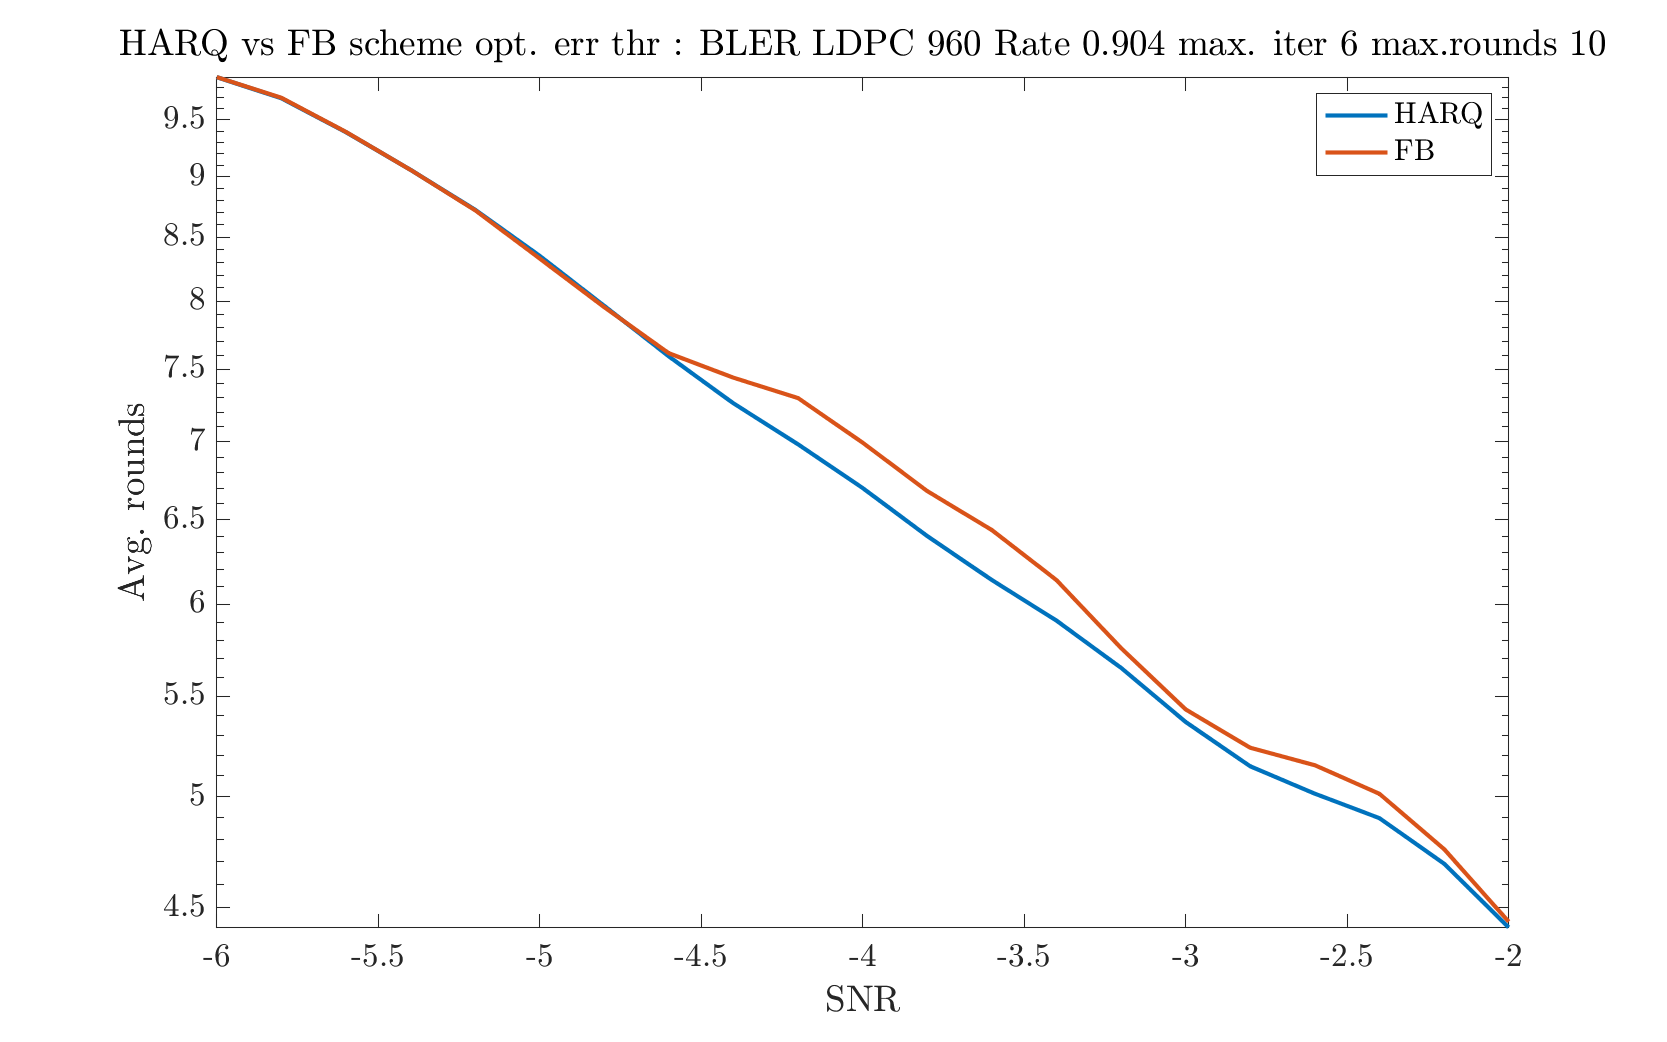 HARQ vs FB scheme opt. err thr : BLER LDPC 960 Rate 0.904 max. iter 6 max.rounds 10
HARQ
FB
9.5
9
8.5
8
7.5
7
6.5
6
5.5
5
4.5
Avg. rounds
-6 -5.5 -5 -4.5 -4 -3.5 -3 -2.5 -2
SNR